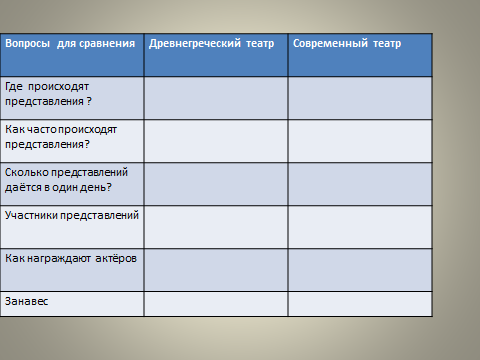 Вопросы для сравнения
Древнегреческий театр
Современный театр
Где происходят
представления ?
Как часто происходят
представления?
Сколько представлений
даётся в один день?
Участники представлений
Как награждают актёров
Занавес